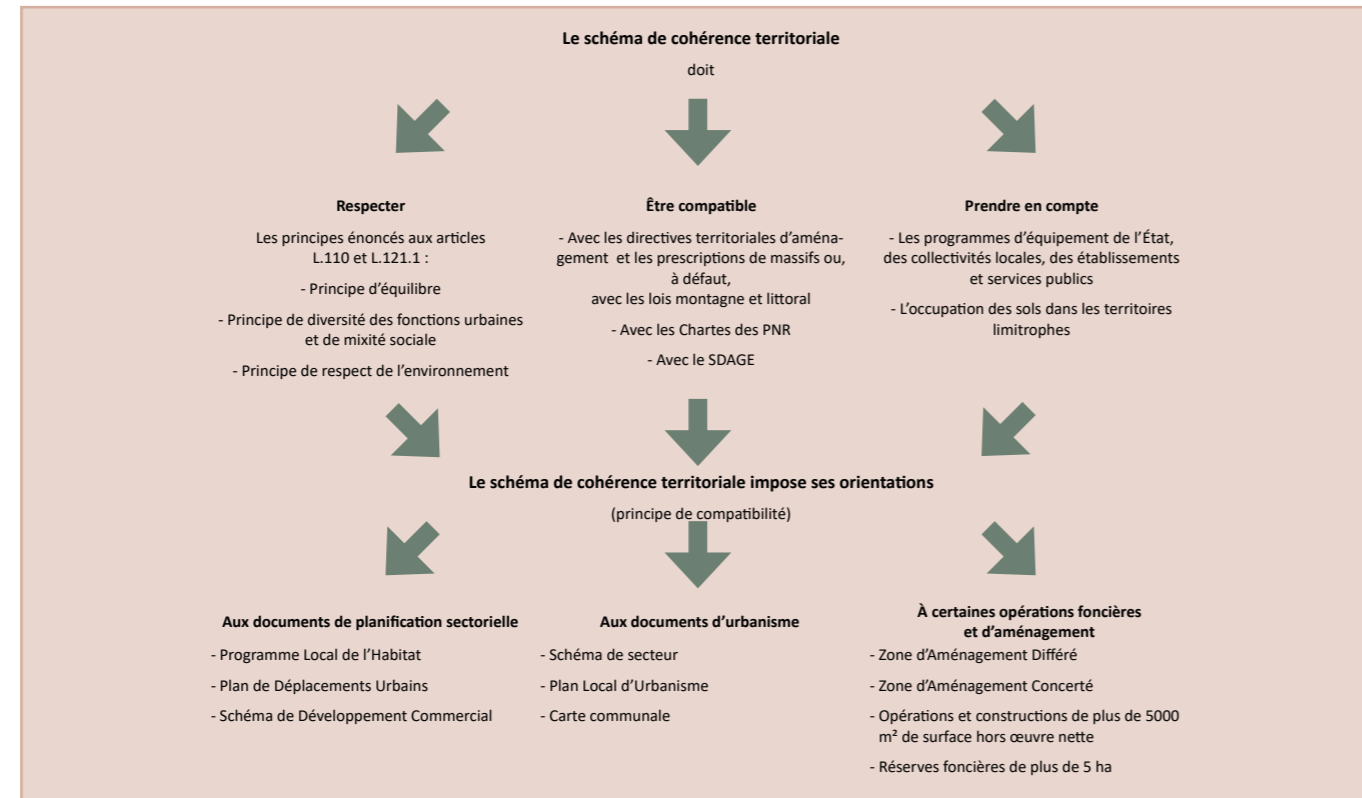 Le schéma de cohérence territoriale
doit
Respecter
Les principes énoncés aux articles
L.110 et L.121.1 :
- Principe d’équilibre
- Principe de diversité des fonctions urbaines
et de mixité sociale
- Principe de respect de l’environnement
Être compatible
- Avec les directives territoriales d’aména-
gement et les prescriptions de massifs ou,
à défaut,
avec les lois montagne et littoral
- Avec les Chartes des PNR
- Avec le SDAGE
Prendre en compte
- Les programmes d’équipement de l’État,
des collectivités locales, des établissements
et services publics
- L’occupation des sols dans les territoires
limitrophes
Le schéma de cohérence territoriale impose ses orientations
(principe de compatibilité)
Aux documents de planification sectorielle
- Programme Local de l’Habitat
- Plan de Déplacements Urbains
- Schéma de Développement Commercial
Aux documents d’urbanisme
- Schéma de secteur
- Plan Local d’Urbanisme
- Carte communale
À certaines opérations foncières
et d’aménagement
- Zone d’Aménagement Différé
- Zone d’Aménagement Concerté
- Opérations et constructions de plus de 5000
m² de surface hors œuvre nette
- Réserves foncières de plus de 5 ha